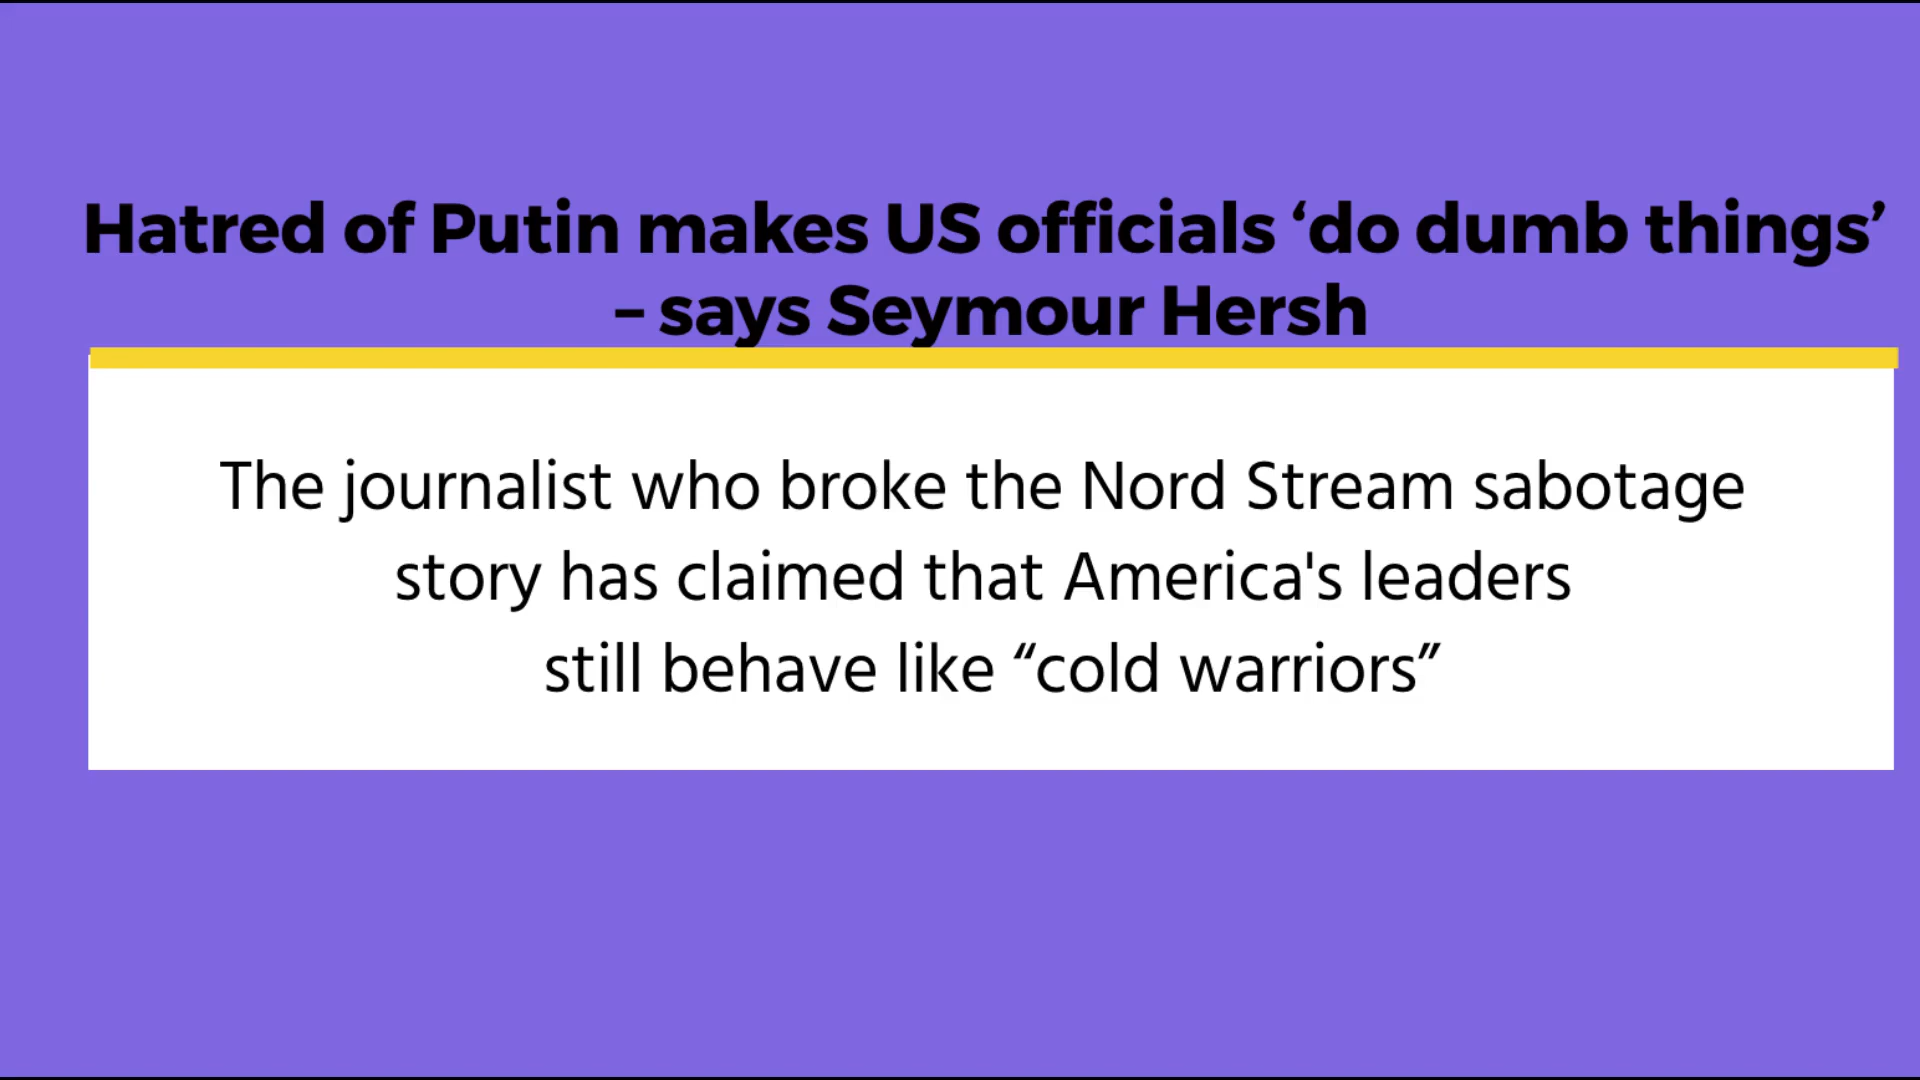 Hatred of Putin makes US officials ‘do dumb things’
– says Seymour Hersh
The journalist who broke the Nord Stream sabotage
story has claimed that America's leaders
still behave like “cold warriors”